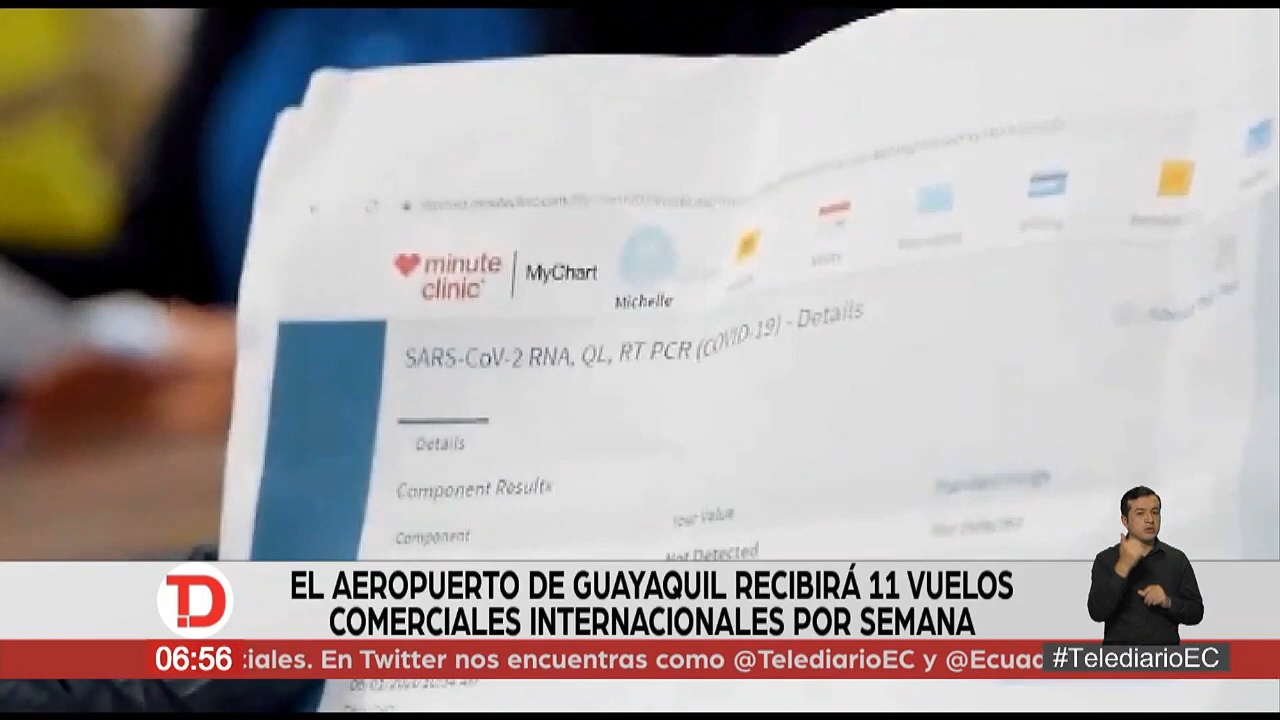 minute
clinic
MyChart
Michelle
SARS-CoV-2 RNA, QL, RT PCR (COVID-19) - Details
Details
Component Results
Component
Your Value
Not Detected
D
EL AEROPUERTO DE GUAYAQUIL RECIBIRÁ 11 VUELOS
COMERCIALES INTERNACIONALES POR SEMANA
06:56
ciales. En Twitter nos encuentras como @TelediarioEC y @Ecuad
#TelediarioEC